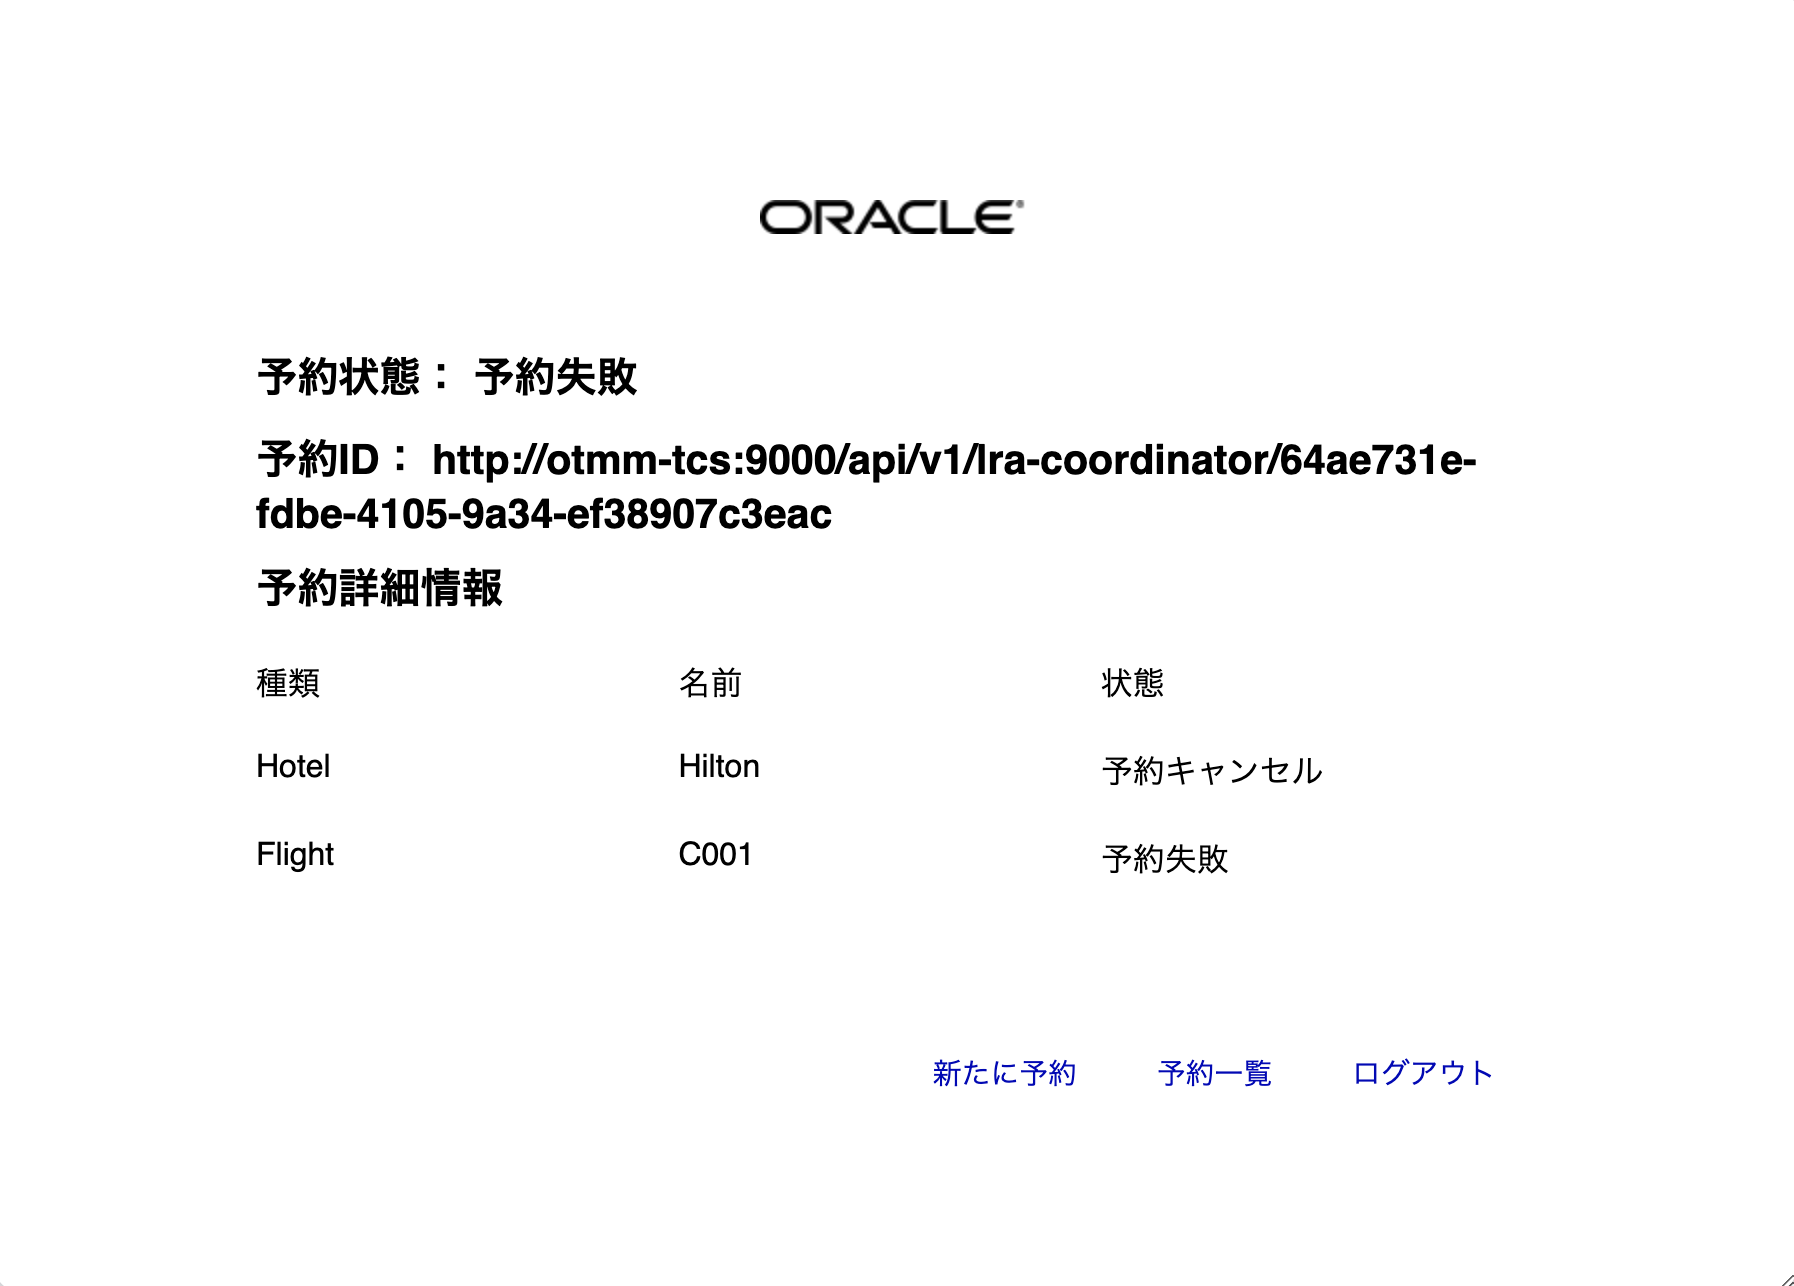 ORACLE®
予約状態： 予約失敗
予約ID： http://otmm-tcs:9000/api/v1/lra-coordinator/64ae731e-
fdbe-4105-9a34-ef38907c3eac
予約詳細情報
種類 名前 状態
Hotel Hilton 予約キャンセル
Flight C001 予約失敗
新たに予約 予約一覧 ログアウト